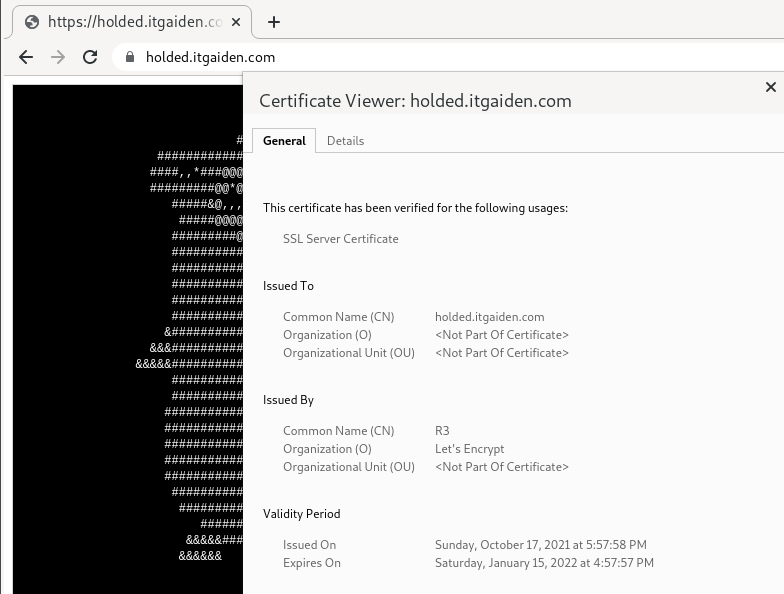 https://holded.itgaiden.co
holded.itgaiden.com
Certificate Viewer: holded.itgaiden.com
General Details
This certificate has been verified for the following usages:
SSL Server Certificate
Issued To
Common Name (CN) holded.itgaiden.com
Organization (O) <Not Part Of Certificate>
Organizational Unit (OU) <Not Part Of Certificate>
Issued By
Common Name (CN) R3
Organization (O) Let's Encrypt
Organizational Unit (OU) <Not Part Of Certificate>
Validity Period
Issued On Sunday, October 17, 2021 at 5:57:58 PM
Expires On Saturday, January 15, 2022 at 4:57:57 PM
#
############
####,,*###@@@
#########@@*@
#####&@,,,
#####@@@@
#########@
##########
##########
##########
##########
##########
&##########
&&&##########
&&&&&##########
##########
##########
###########
###########
###########
###########
###########
##########
#########
######
&&&&&###
&&&&&&